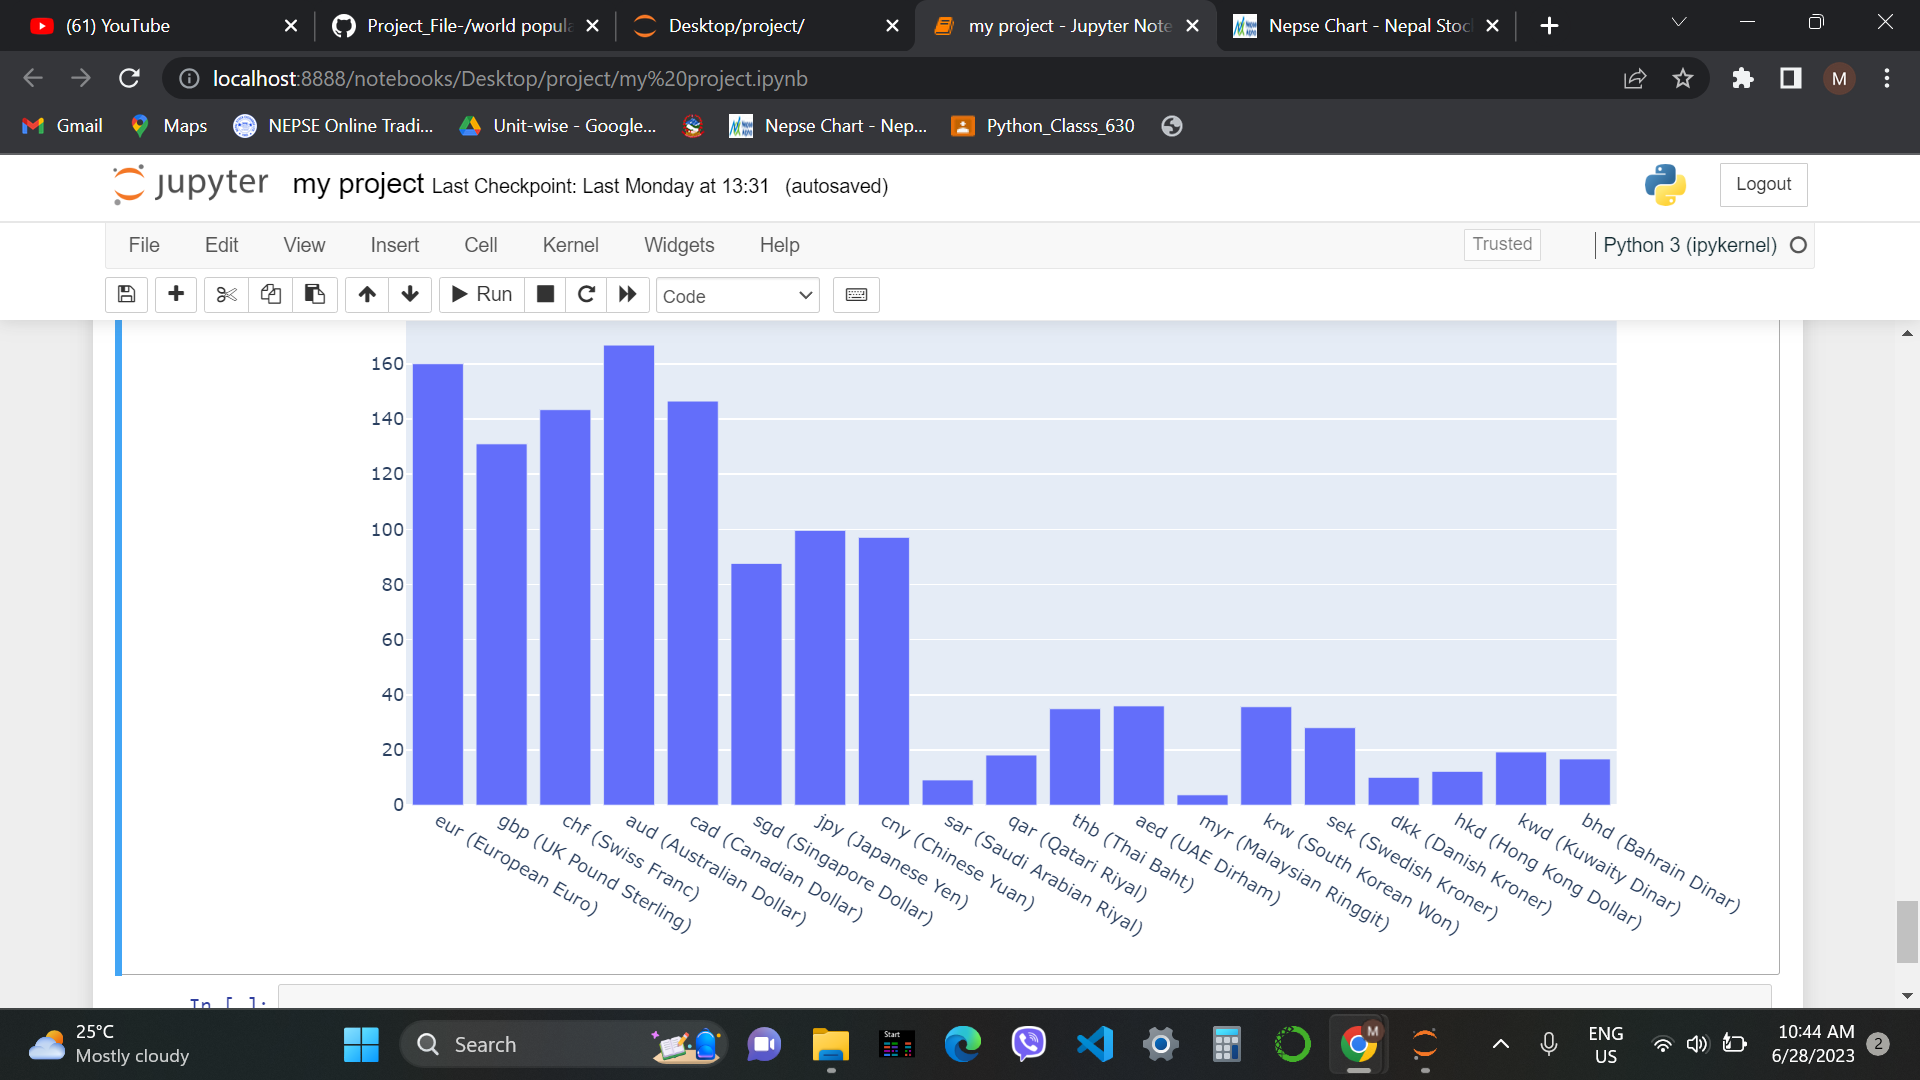 (61) YouTube
Project_File-/world popula
Desktop/project/
my project - Jupyter Note
Nepse Chart - Nepal Stoc
localhost:8888/notebooks/Desktop/project/my%20project.ipynb
M
Gmail
Maps
NEPSE Online Tradi...
Unit-wise - Google...
Nepse Chart - Nep...
Python_Classs_630
jupyter my project Last Checkpoint: Last Monday at 13:31 (autosaved)
Logout
File Edit View Insert Cell Kernel Widgets Help
Trusted
Python 3 (ipykernel)
Run
Code
160
140
120
100
80
60
40
20
0
eur (European Euro)
gbp (UK Pound Sterling)
chf (Swiss Franc)
aud (Australian Dollar)
cad (Canadian Dollar)
sgd (Singapore Dollar)
jpy (Japanese Yen)
cny (Chinese Yuan)
sar (Saudi Arabian Riyal)
qar (Qatari Riyal)
thb (Thai Baht)
aed (UAE Dirham)
myr (Malaysian Ringgit)
krw (South Korean Won)
sek (Swedish Kroner)
dkk (Danish Kroner)
hkd (Hong Kong Dollar)
kwd (Kuwaity Dinar)
bhd (Bahrain Dinar)
In [ ]:
25°C
Mostly cloudy
Search
Start
M
ENG
US
10:44 AM
6/28/2023
2